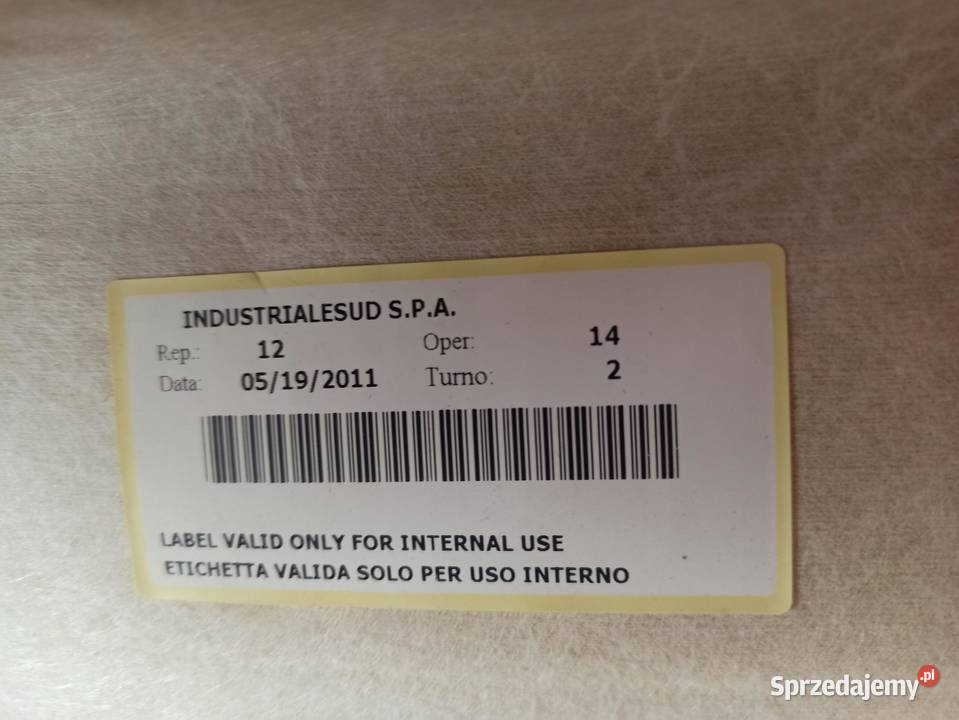 INDUSTRIALESUD S.P.A.
Rep.: 12 Oper: 14
Data: 05/19/2011 Turno: 2
LABEL VALID ONLY FOR INTERNAL USE
ETICHETTA VALIDA SOLO PER USO INTERNO
Sprzedajemy.pl